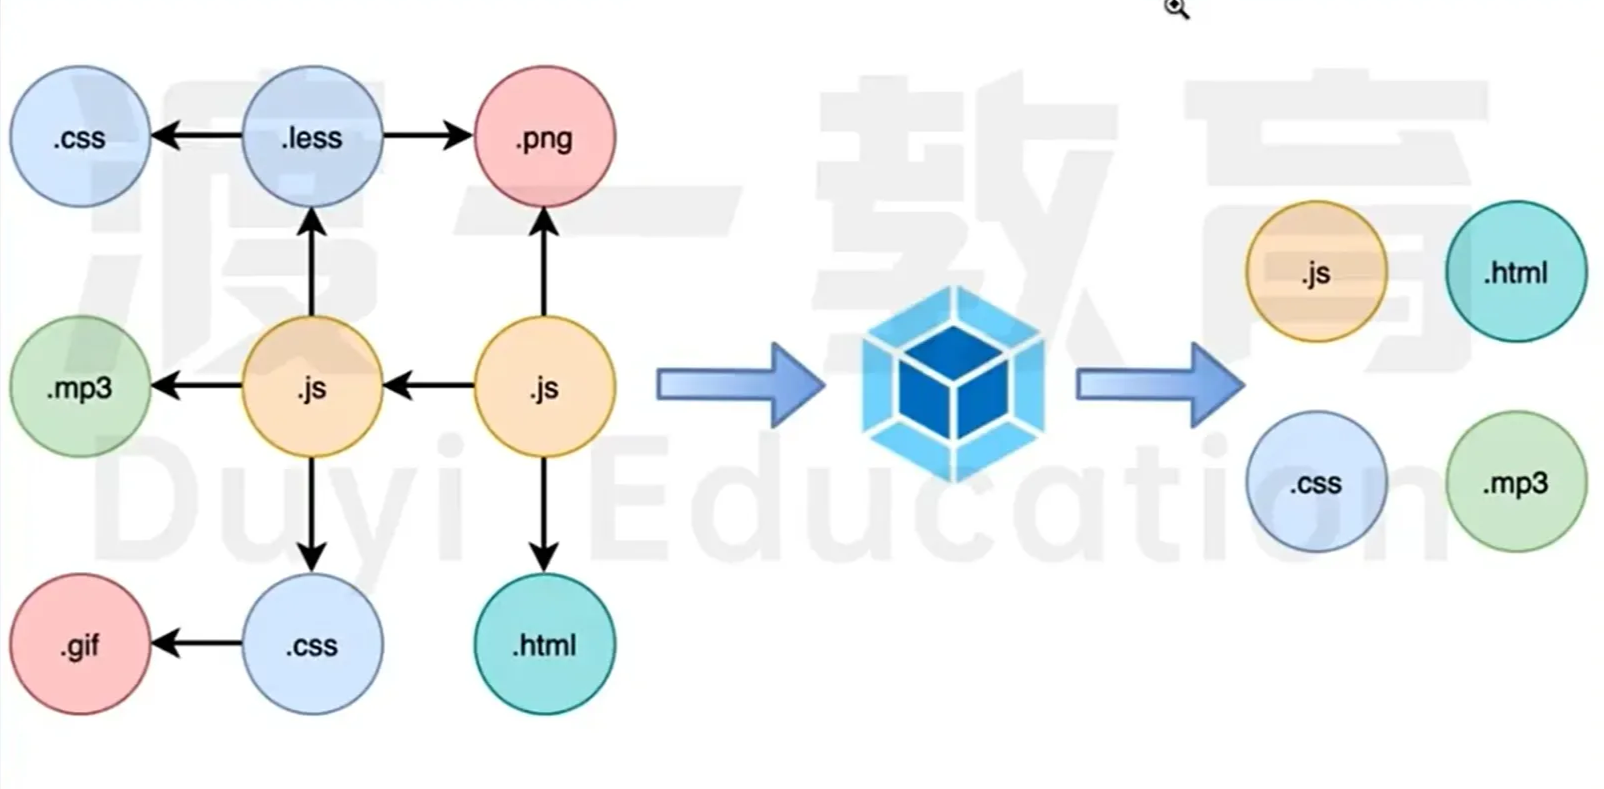 渡一教育
.css
.less
.png
.js
.html
.mp3
.js
.js
.css
.mp3
Duyi Education
.gif
.css
.html